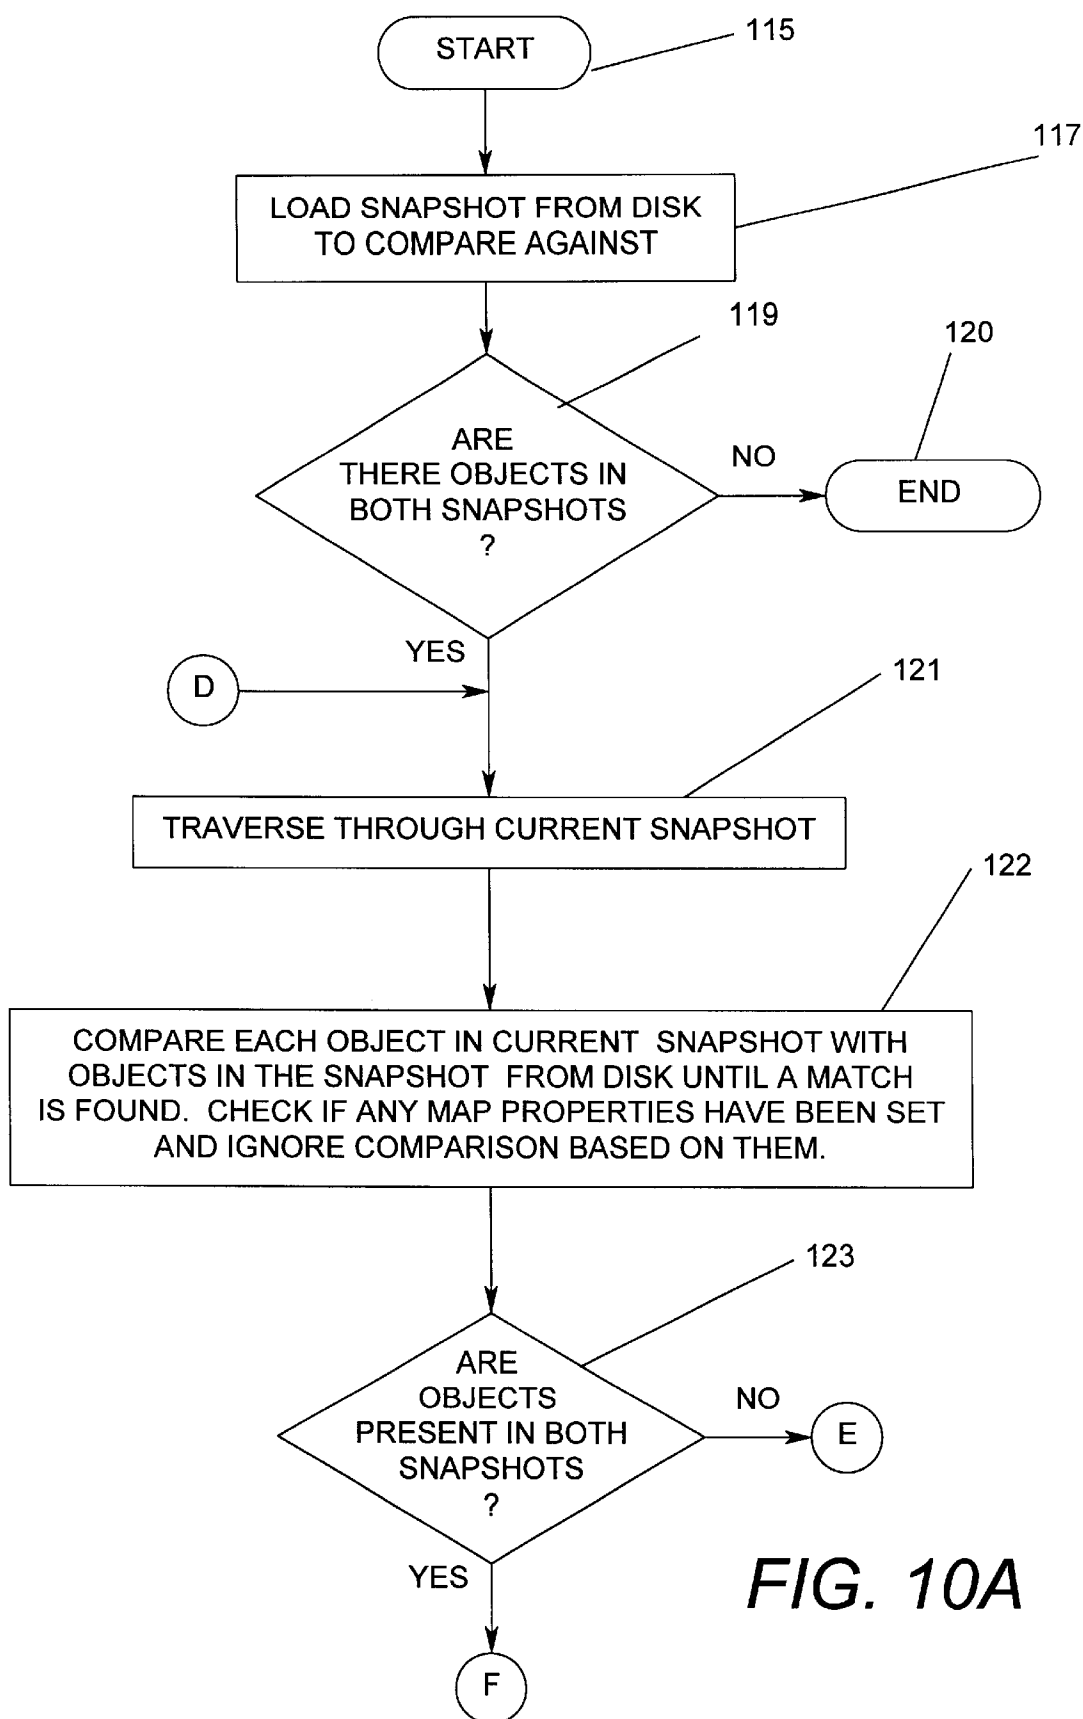 START
115
117
LOAD SNAPSHOT FROM DISK
TO COMPARE AGAINST
119
120
ARE
THERE OBJECTS IN
BOTH SNAPSHOTS
?
NO
END
YES
D
121
TRAVERSE THROUGH CURRENT SNAPSHOT
122
COMPARE EACH OBJECT IN CURRENT SNAPSHOT WITH
OBJECTS IN THE SNAPSHOT FROM DISK UNTIL A MATCH
IS FOUND. CHECK IF ANY MAP PROPERTIES HAVE BEEN SET
AND IGNORE COMPARISON BASED ON THEM.
123
ARE
OBJECTS
PRESENT IN BOTH
SNAPSHOTS
?
NO
E
YES
FIG. 10A
F